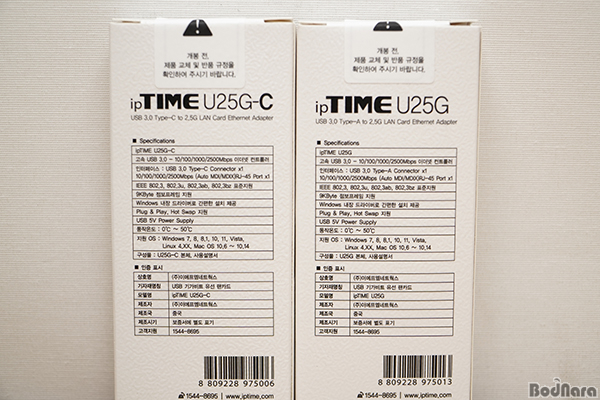 개봉 전,
제품 교체 및 반품 규정을
확인하여 주시기 바랍니다.
ipTIME U25G-C
USB 3.0 Type-C to 2.5G LAN Card Ethernet Adapter
■ Specifications
ipTIME U25G-C
고속 USB 3.0 - 10/100/1000/2500Mbps 이더넷 컨트롤러
인터페이스 : USB 3.0 Type-C Connector x1
10/100/1000/2500Mbps (Auto MDI/MDIX)RJ-45 Port x1
IEEE 802.3, 802.3u, 802.3ab, 802.3bz 표준지원
9KByte 점보프레임 지원
Windows 내장 드라이버로 간편한 설치 제공
Plug & Play, Hot Swap 지원
USB 5V Power Supply
동작온도 : 0℃ ~ 50℃
지원 OS : Windows 7, 8, 8.1, 10, 11, Vista,
Linux 4.XX, Mac OS 10.6 ~ 10.14
구성물 : U25G-C 본체, 사용설명서
■ 인증 표시
상호명 (주)이에프엠네트웍스
기자재명칭 USB 기가비트 유선 랜카드
모델명 ipTIME U25G-C
제조자 (주)이에프엠네트웍스
제조국 중국
제조시기 보증서에 별도 표기
고객지원 1544-8695
8 809228 975006
1544-8695 | www.iptime.com/
개봉 전,
제품 교체 및 반품 규정을
확인하여 주시기 바랍니다.
ipTIME U25G
USB 3.0 Type-A to 2.5G LAN Card Ethernet Adapter
■ Specifications
ipTIME U25G
고속 USB 3.0 - 10/100/1000/2500Mbps 이더넷 컨트롤러
인터페이스 : USB 3.0 Type-A Connector x1
10/100/1000/2500Mbps (Auto MDI/MDIX)RJ-45 Port x1
IEEE 802.3, 802.3u, 802.3ab, 802.3bz 표준지원
9KByte 점보프레임 지원
Windows 내장 드라이버로 간편한 설치 제공
Plug & Play, Hot Swap 지원
USB 5V Power Supply
동작온도 : 0℃ ~ 50℃
지원 OS : Windows 7, 8, 8.1, 10, 11, Vista,
Linux 4.XX, Mac OS 10.6 ~ 10.14
구성물 : U25G 본체, 사용설명서
■ 인증 표시
상호명 (주)이에프엠네트웍스
기자재명칭 USB 기가비트 유선 랜카드
모델명 ipTIME U25G
제조자 (주)이에프엠네트웍스
제조국 중국
제조시기 보증서에 별도 표기
고객지원 1544-8695
8 809228 975013
1544-8695 | www.iptime.com/
BodNara